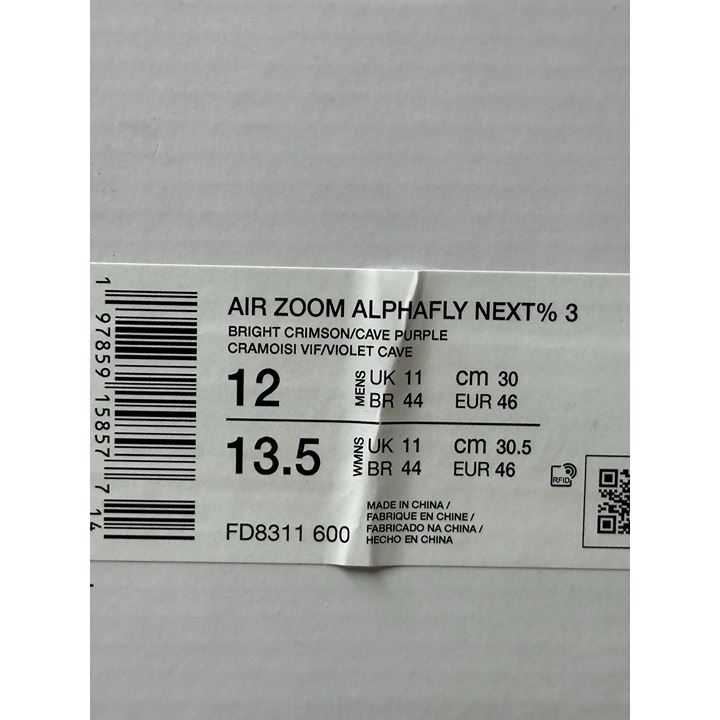 AIR ZOOM ALPHAFLY NEXT% 3
BRIGHT CRIMSON/CAVE PURPLE
CRAMOISI VIF/VIOLET CAVE
12
MENS
UK 11 cm 30
BR 44 EUR 46
13.5
WMNS
UK 11 cm 30.5
BR 44 EUR 46
RFID
FD8311 600
MADE IN CHINA /
FABRIQUE EN CHINE /
FABRICADO NA CHINA /
HECHO EN CHINA
1 97859 15857 7 14